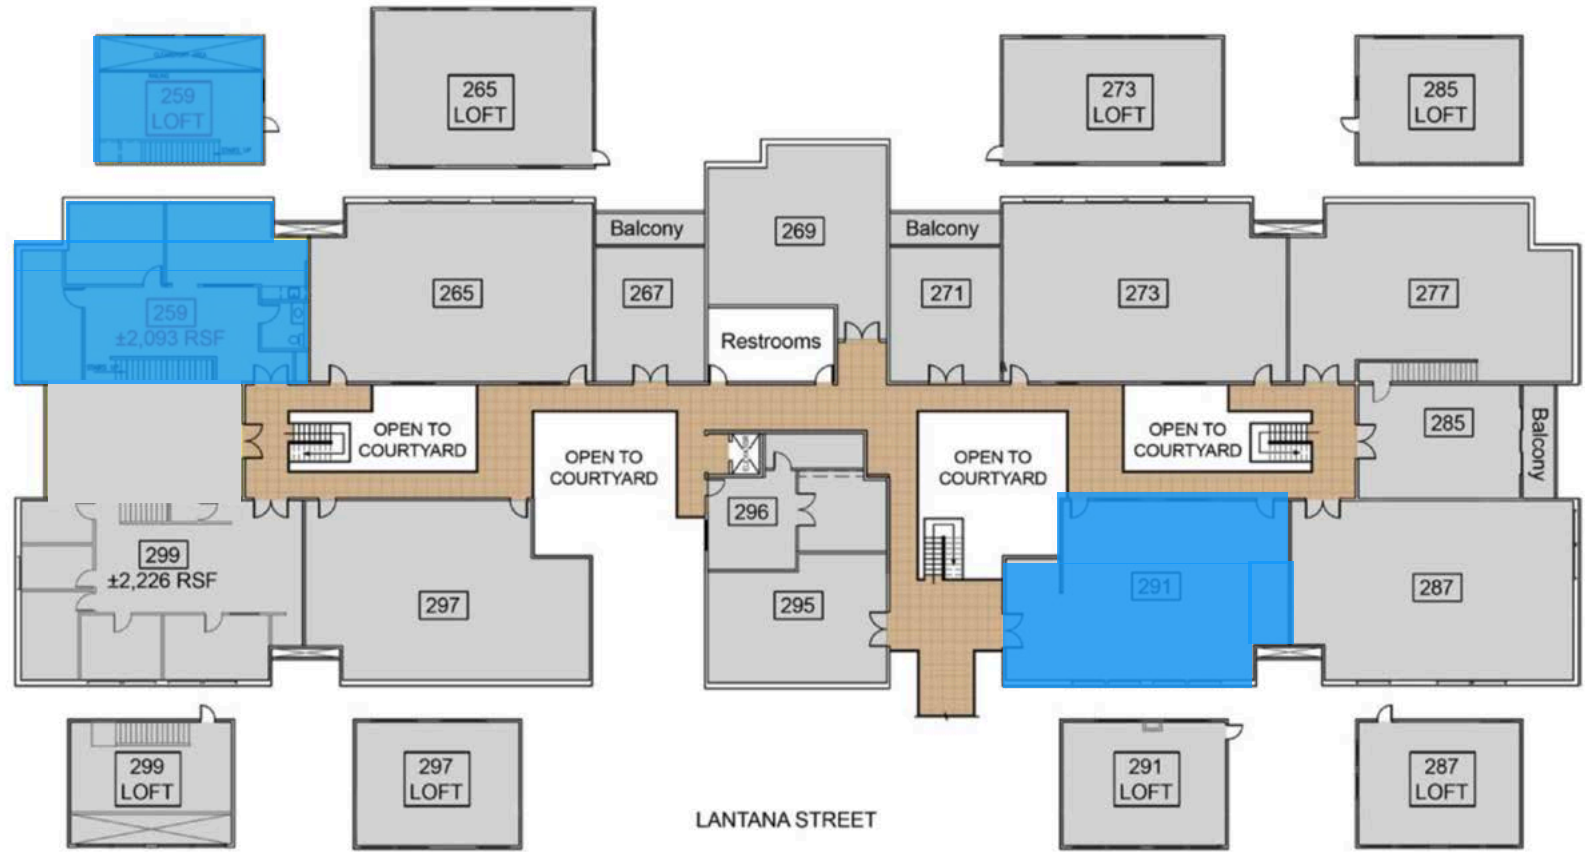 265
LOFT
273
LOFT
285
LOFT
259
LOFT
Balcony
269
Balcony
265
267
271
273
277
259
±2,093 RSF
Restrooms
OPEN TO
COURTYARD
OPEN TO
COURTYARD
OPEN TO
COURTYARD
OPEN TO
COURTYARD
285
Balcony
296
299
±2,226 RSF
297
295
291
287
299
LOFT
297
LOFT
291
LOFT
287
LOFT
LANTANA STREET